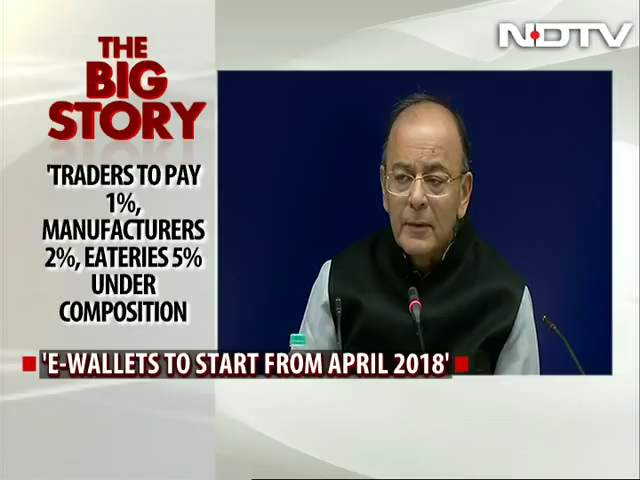 NDTV
THE
BIG
STORY
'TRADERS TO PAY
1%,
MANUFACTURERS
2%, EATERIES 5%
UNDER
COMPOSITION
'E-WALLETS TO START FROM APRIL 2018'